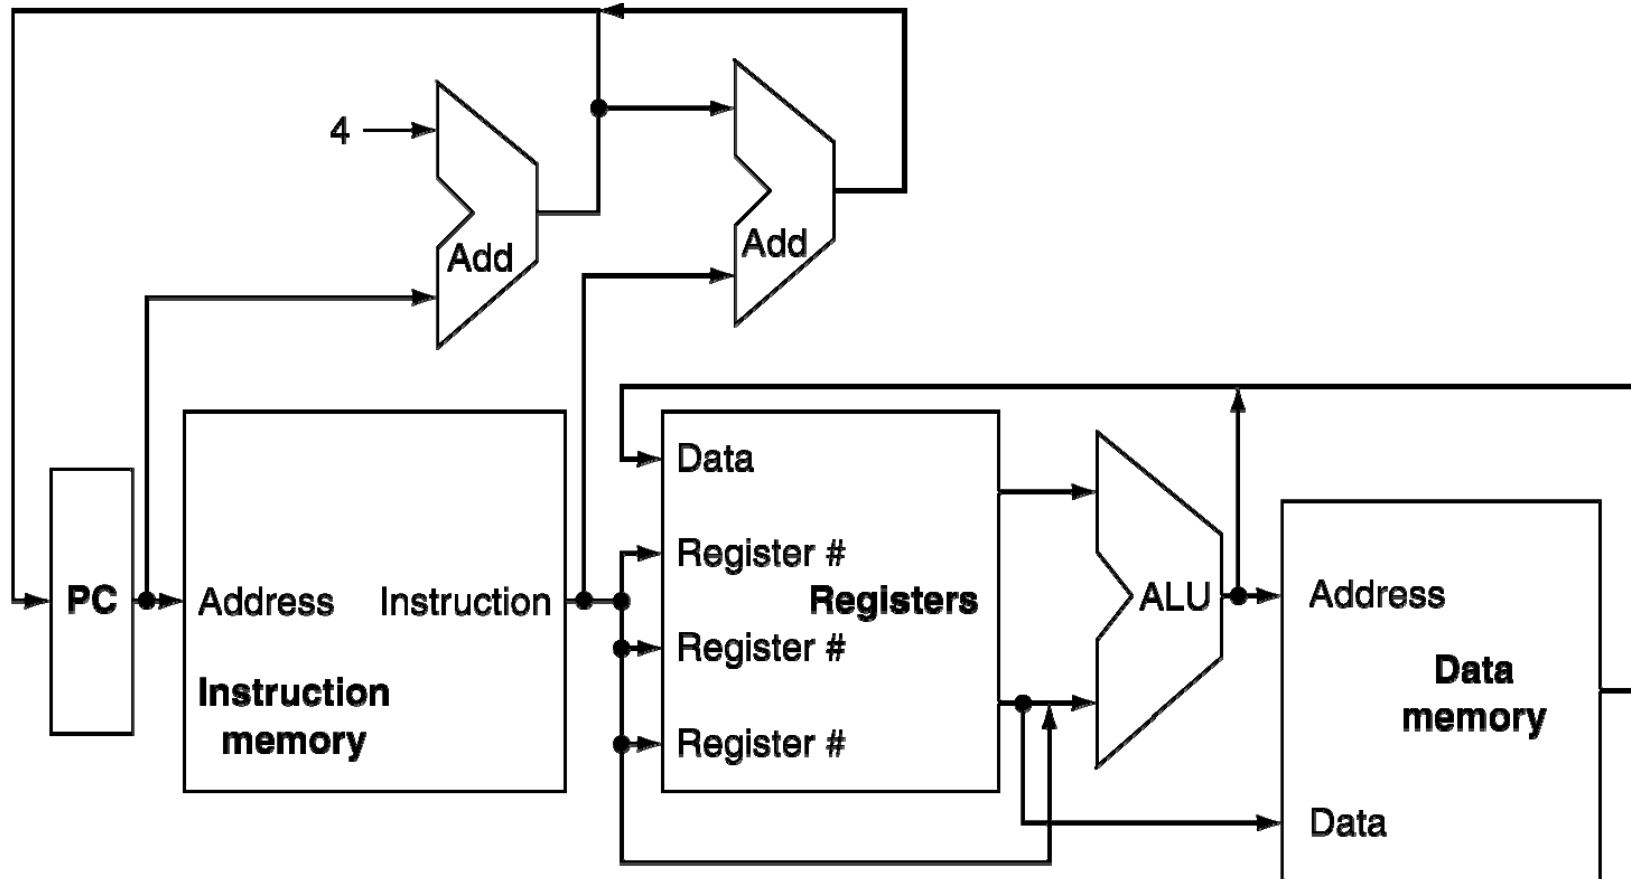 4
Add
Add
PC
Address
Instruction
Instruction
memory
Data
Register #
Register #
Register #
Registers
ALU
Address
Data
memory
Data